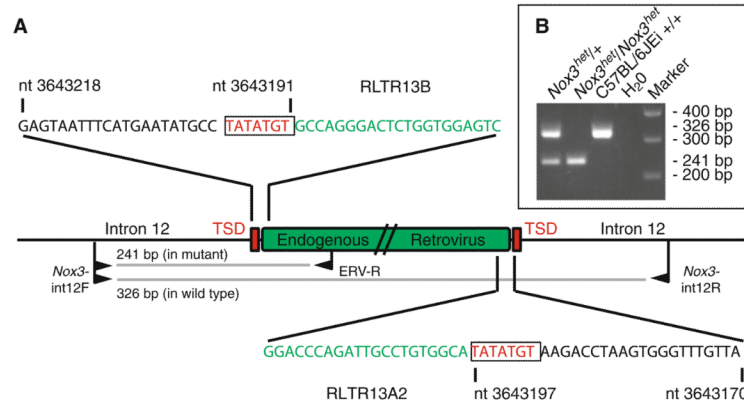 A
nt 3643218
nt 3643191
RLTR13B
GAGTAATTTCATGAATATGCC TATATGT GCCAGGGACTCTGGTGGAGTC
Intron 12
TSD
Endogenous
Retrovirus
TSD
Intron 12
Nox3-
int12F
241 bp (in mutant)
ERV-R
326 bp (in wild type)
Nox3-
int12R
GGACCCAGATTGCCTGTGGCA TATATGT AAGACCTAAGTGGGTTTGTTA
RLTR13A2
nt 3643197
nt 3643170
B
Nox3het/+
Nox3het/Nox3het
C57BL/6JEi +/+
H20
Marker
- 400 bp
- 326 bp
- 300 bp
- 241 bp
- 200 bp